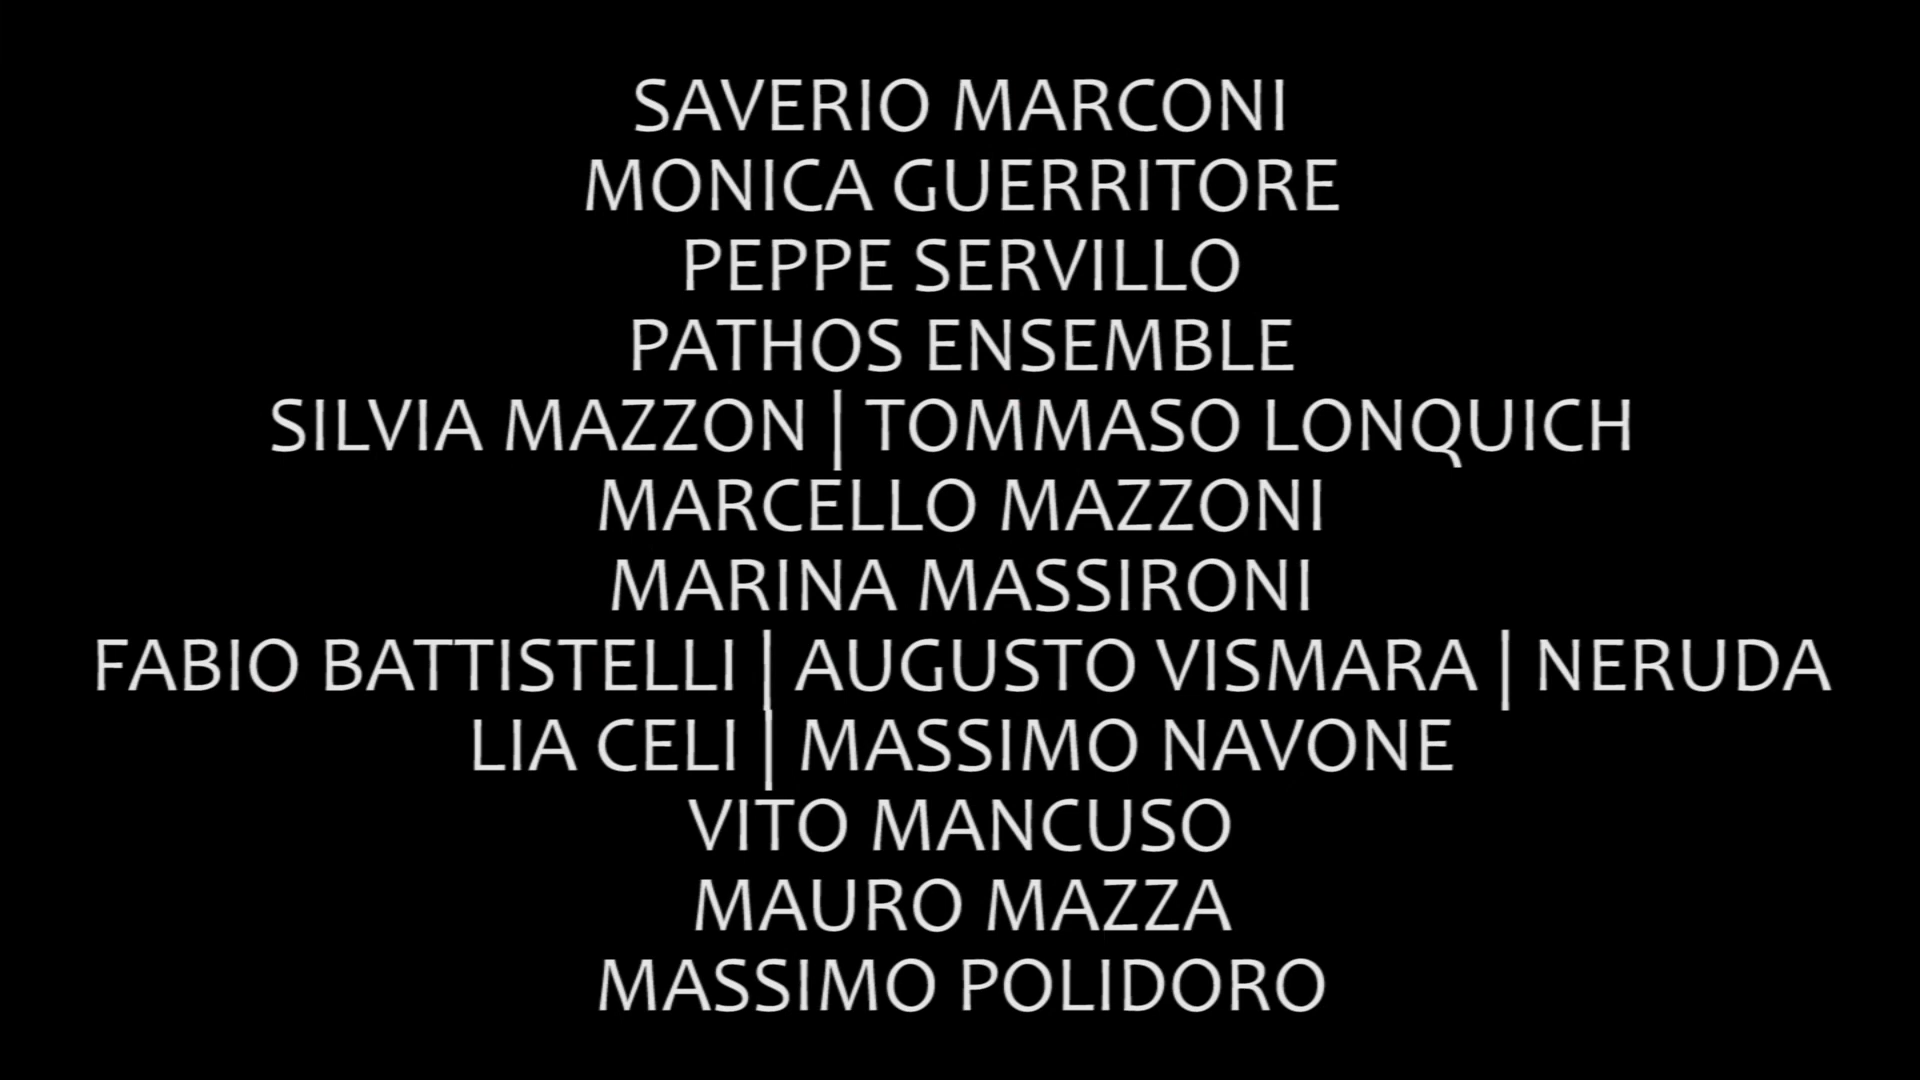 SAVERIO MARCONI
MONICA GUERRITORE
PEPPE SERVILLO
PATHOS ENSEMBLE
SILVIA MAZZON | TOMMASO LONQUICH
MARCELLO MAZZONI
MARINA MASSIRONI
FABIO BATTISTELLI | AUGUSTO VISMARA | NERUDA
LIA CELI | MASSIMO NAVONE
VITO MANCUSO
MAURO MAZZA
MASSIMO POLIDORO